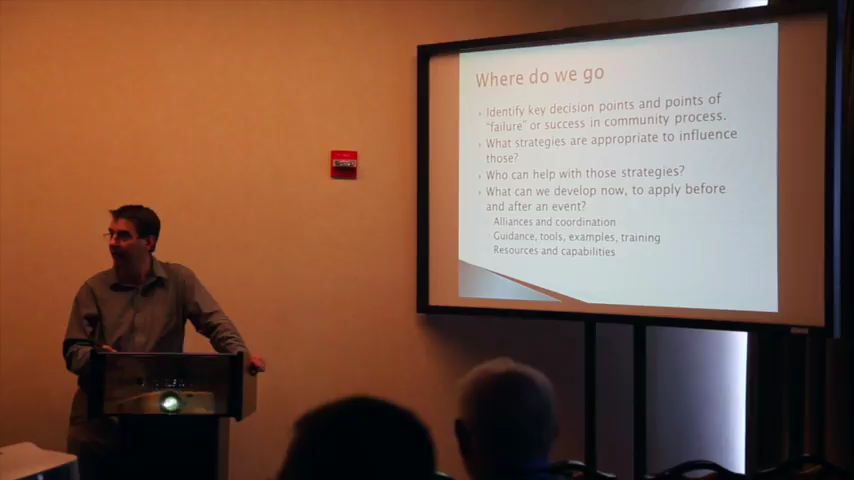 Where do we go
Identify key decision points and points of
"failure" or success in community process.
What strategies are appropriate to influence
those?
Who can help with those strategies?
What can we develop now, to apply before
and after an event?
Alliances and coordination
Guidance, tools, examples, training
Resources and capabilities